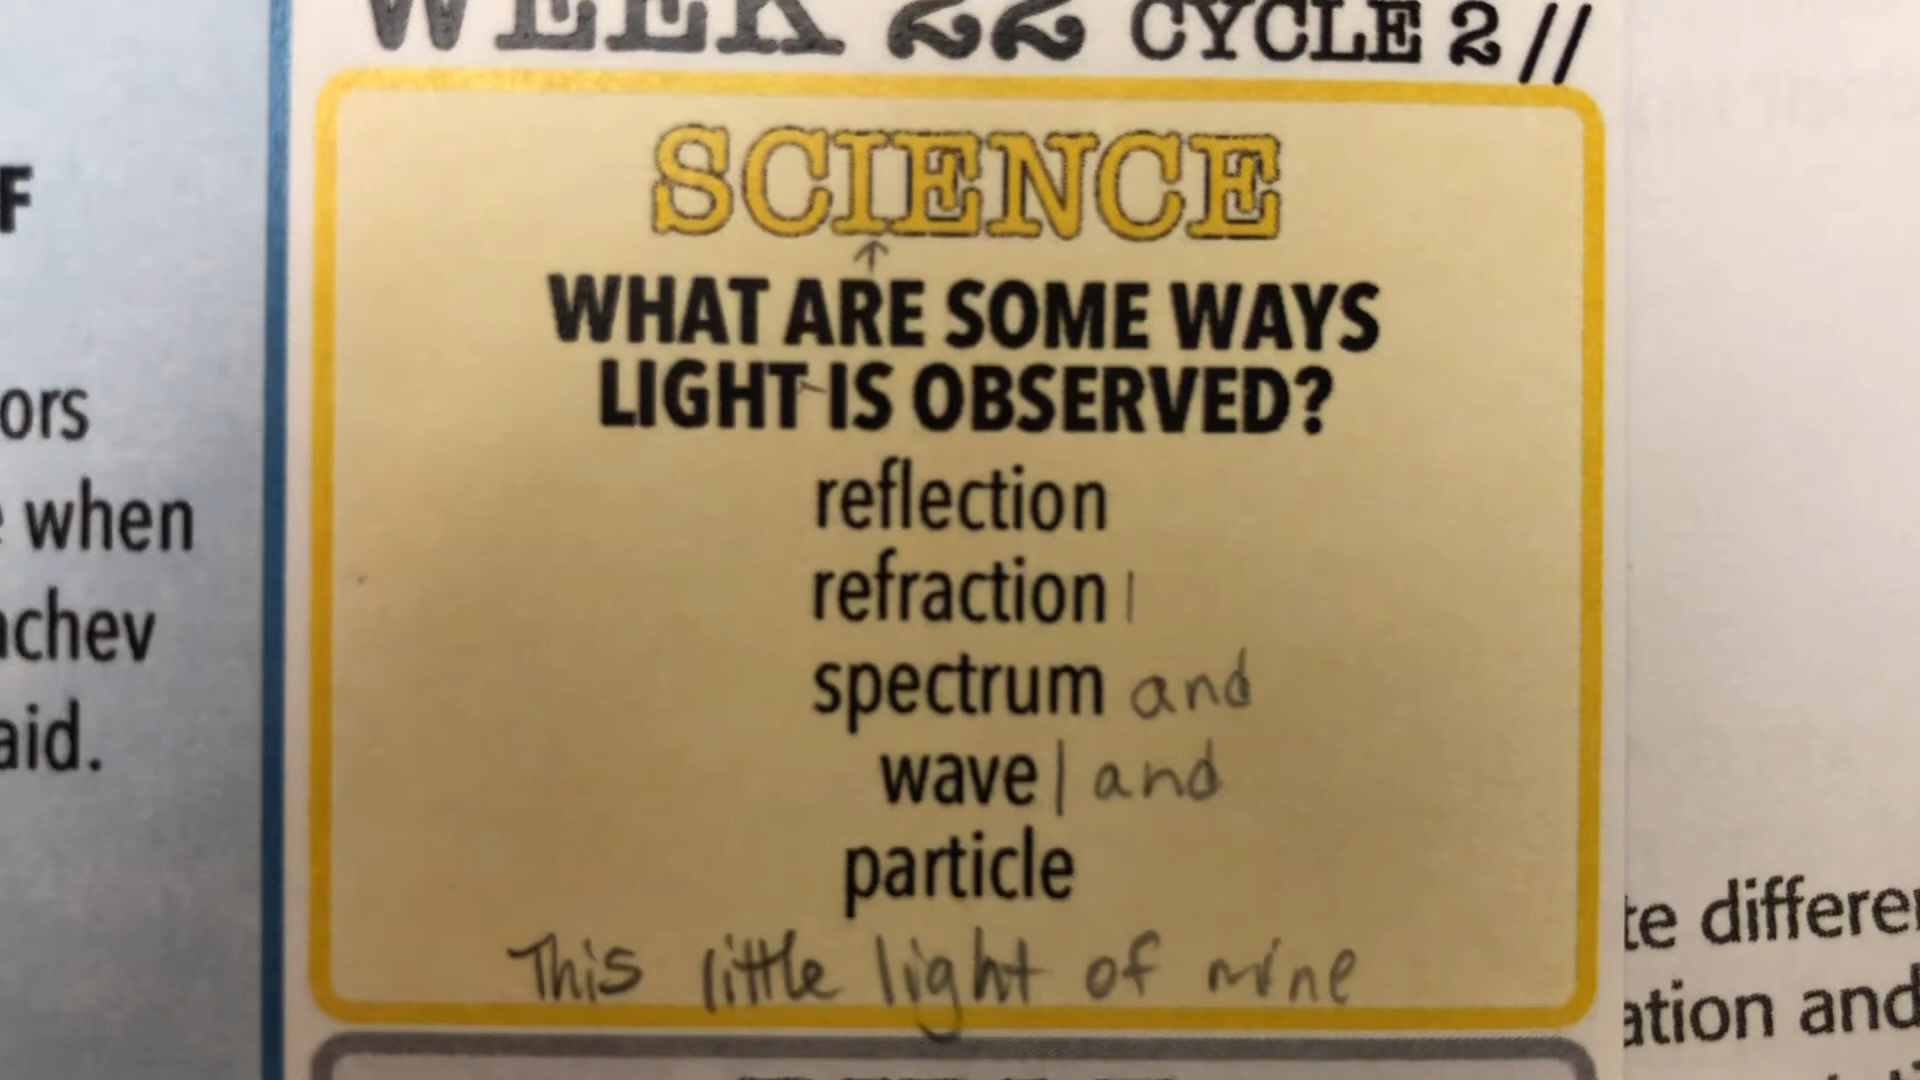 WEEK 22 CYCLE 2 //
SCIENCE
WHAT ARE SOME WAYS
LIGHT IS OBSERVED?
reflection
refraction |
spectrum and
wave | and
particle
This little light of mine
F
ors
when
achev
aid.
te differe
ation and